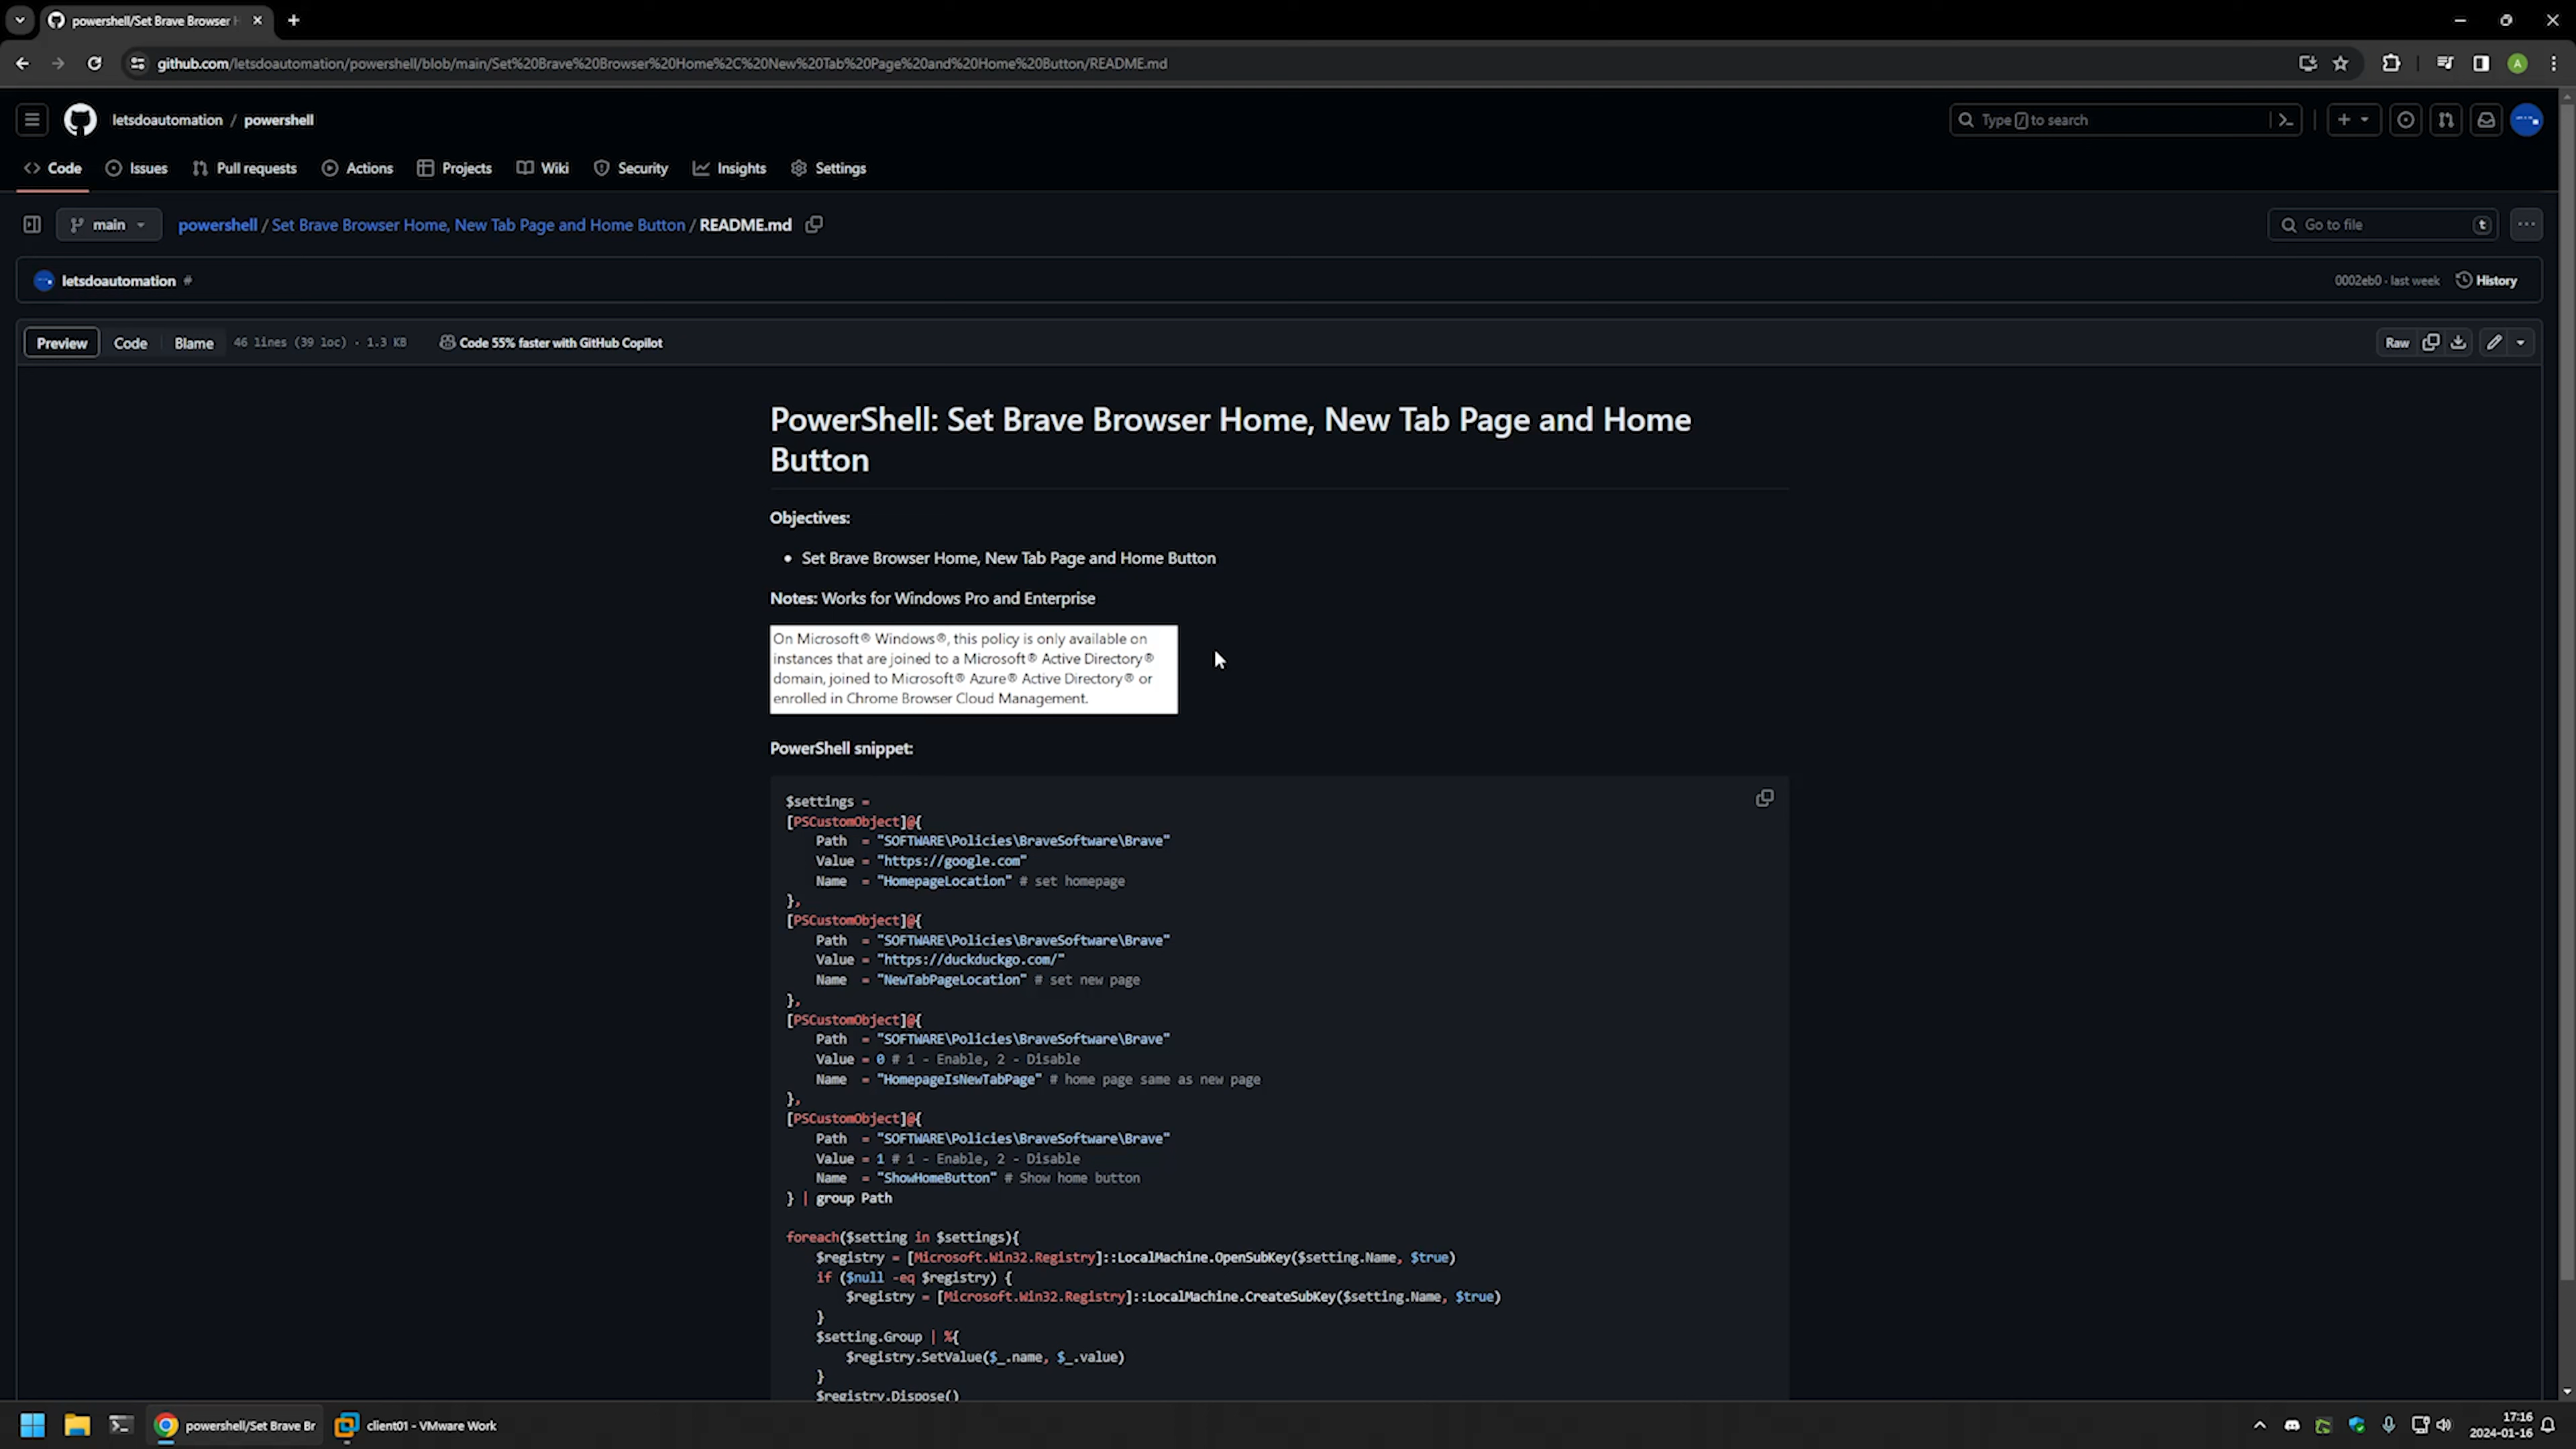 powershell/Set Brave Browser H
github.com/letsdoautomation/powershell/blob/main/Set%20Brave%20Browser%20Home%2C%20New%20Tab%20Page%20and%20Home%20Button/README.md
A
letsdoautomation / powershell
Type / to search
Code Issues Pull requests Actions Projects Wiki Security Insights Settings
main powershell / Set Brave Browser Home, New Tab Page and Home Button / README.md
Go to file t
letsdoautomation #
0002eb0 · last week History
Preview Code Blame 46 lines (39 loc) · 1.3 KB Code 55% faster with GitHub Copilot
Raw
PowerShell: Set Brave Browser Home, New Tab Page and Home
Button
Objectives:
• Set Brave Browser Home, New Tab Page and Home Button
Notes: Works for Windows Pro and Enterprise
On Microsoft® Windows®, this policy is only available on
instances that are joined to a Microsoft® Active Directory®
domain, joined to Microsoft® Azure® Active Directory® or
enrolled in Chrome Browser Cloud Management.
PowerShell snippet:
$settings =
[PSCustomObject]@{
    Path  = "SOFTWARE\Policies\BraveSoftware\Brave"
    Value = "https://google.com"
    Name  = "HomepageLocation" # set homepage
},
[PSCustomObject]@{
    Path  = "SOFTWARE\Policies\BraveSoftware\Brave"
    Value = "https://duckduckgo.com/"
    Name  = "NewTabPageLocation" # set new page
},
[PSCustomObject]@{
    Path  = "SOFTWARE\Policies\BraveSoftware\Brave"
    Value = 0 # 1 - Enable, 2 - Disable
    Name  = "HomepageIsNewTabPage" # home page same as new page
},
[PSCustomObject]@{
    Path  = "SOFTWARE\Policies\BraveSoftware\Brave"
    Value = 1 # 1 - Enable, 2 - Disable
    Name  = "ShowHomeButton" # Show home button
} | group Path
foreach($setting in $settings){
    $registry = [Microsoft.Win32.Registry]::LocalMachine.OpenSubKey($setting.Name, $true)
    if ($null -eq $registry) {
        $registry = [Microsoft.Win32.Registry]::LocalMachine.CreateSubKey($setting.Name, $true)
    }
    $setting.Group | %{
        $registry.SetValue($_.name, $_.value)
    }
    $registry.Dispose()
powershell/Set Brave Br
client01 - VMware Work
17:16
2024-01-16